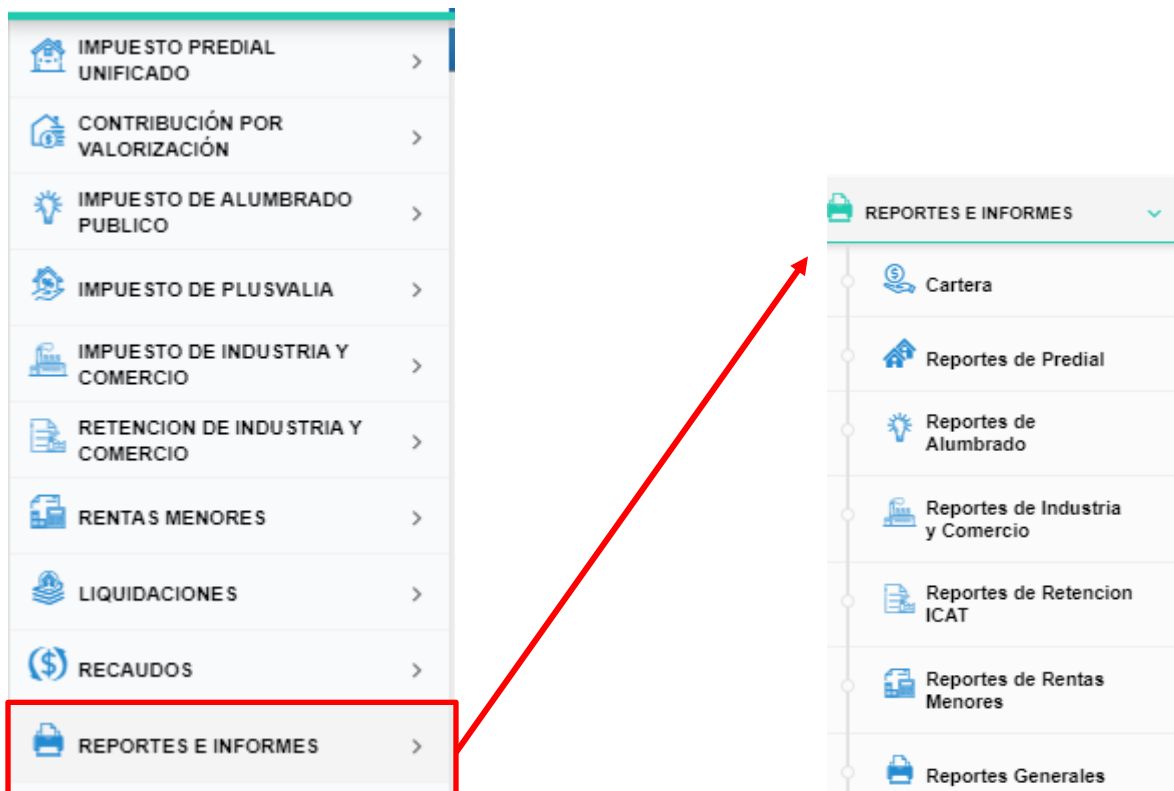 IMPUESTO PREDIAL
UNIFICADO
CONTRIBUCIÓN POR
VALORIZACIÓN
IMPUESTO DE ALUMBRADO
PUBLICO
IMPUESTO DE PLUSVALIA
IMPUESTO DE INDUSTRIA Y
COMERCIO
RETENCION DE INDUSTRIA Y
COMERCIO
RENTAS MENORES
LIQUIDACIONES
RECAUDOS
REPORTES E INFORMES
REPORTES E INFORMES
Cartera
Reportes de Predial
Reportes de
Alumbrado
Reportes de Industria
y Comercio
Reportes de Retencion
ICAT
Reportes de Rentas
Menores
Reportes Generales